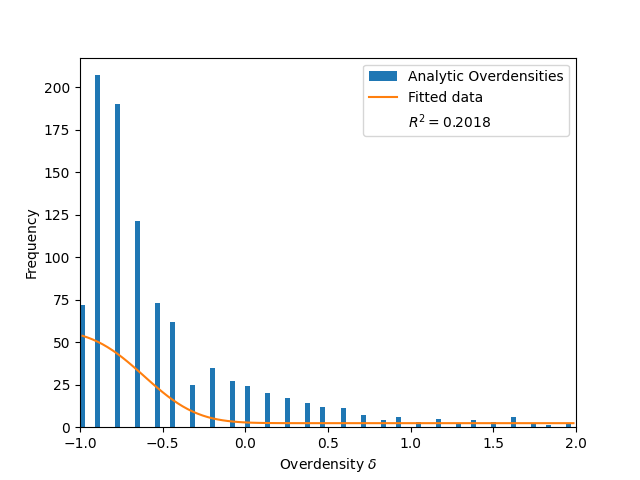 Analytic Overdensities
Fitted data
$R^2 = 0.2018$
200
175
150
125
100
75
50
25
0
Frequency
−1.0 −0.5 0.0 0.5 1.0 1.5 2.0
Overdensity δ